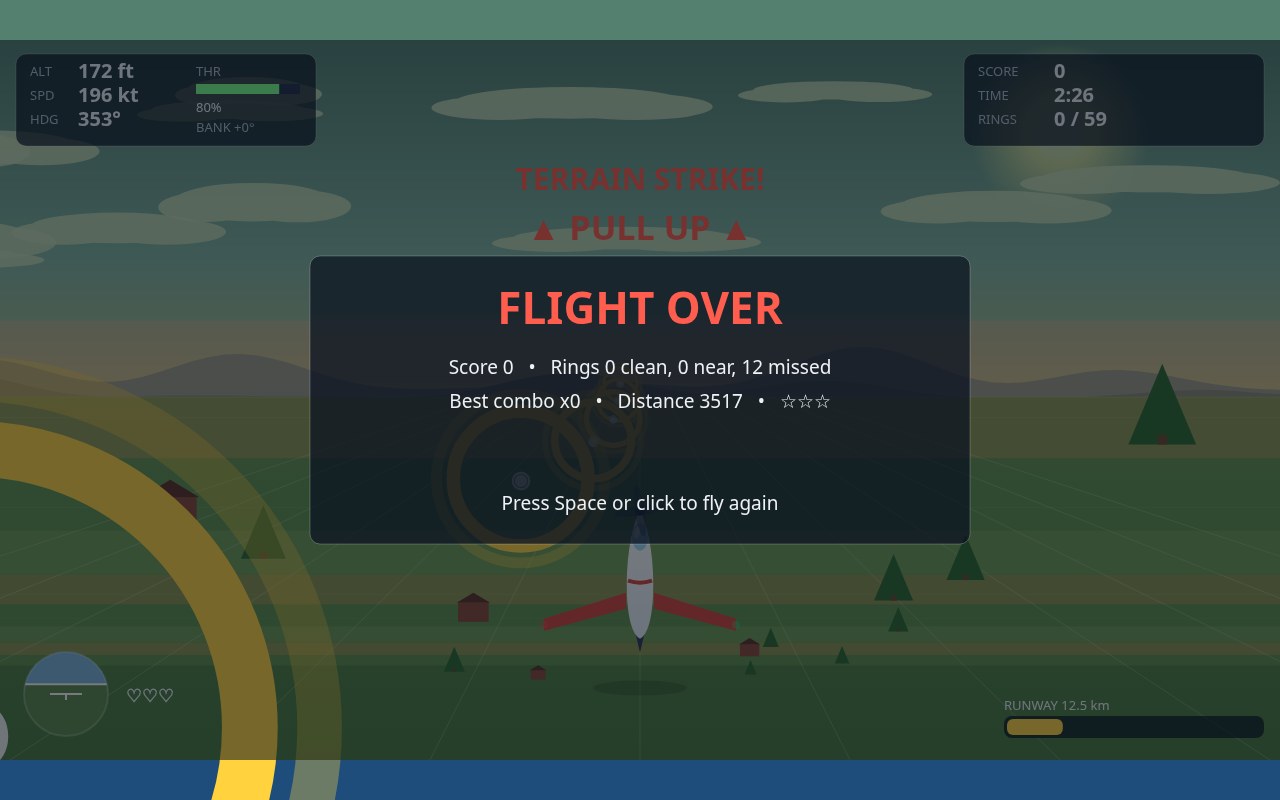 ALT 172 ft
SPD 196 kt
HDG 353°
THR
80%
BANK +0°
SCORE 0
TIME 2:26
RINGS 0 / 59
TERRAIN STRIKE!
▲ PULL UP ▲
FLIGHT OVER
Score 0 • Rings 0 clean, 0 near, 12 missed
Best combo x0 • Distance 3517 • ☆☆☆
Press Space or click to fly again
♡♡♡
RUNWAY 12.5 km